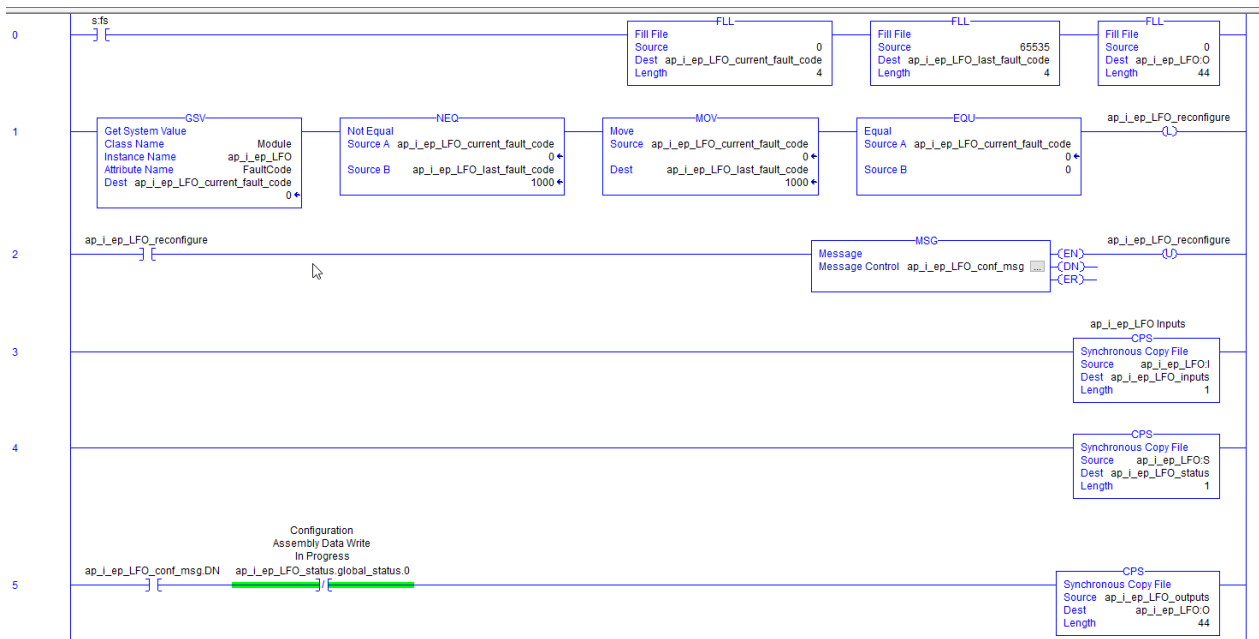 s:fs
0
FLL
Fill File
Source 0
Dest ap_i_ep_LFO_current_fault_code
Length 4
FLL
Fill File
Source 65535
Dest ap_i_ep_LFO_last_fault_code
Length 4
FLL
Fill File
Source 0
Dest ap_i_ep_LFO:O
Length 44
1
GSV
Get System Value
Class Name Module
Instance Name ap_i_ep_LFO
Attribute Name FaultCode
Dest ap_i_ep_LFO_current_fault_code
0
NEQ
Not Equal
Source A ap_i_ep_LFO_current_fault_code
0
Source B ap_i_ep_LFO_last_fault_code
1000
MOV
Move
Source ap_i_ep_LFO_current_fault_code
0
Dest ap_i_ep_LFO_last_fault_code
1000
EQU
Equal
Source A ap_i_ep_LFO_current_fault_code
0
Source B 0
ap_i_ep_LFO_reconfigure
L
2
ap_i_ep_LFO_reconfigure
MSG
Message
Message Control ap_i_ep_LFO_conf_msg ...
EN
DN
ER
ap_i_ep_LFO_reconfigure
U
3
ap_i_ep_LFO Inputs
CPS
Synchronous Copy File
Source ap_i_ep_LFO:I
Dest ap_i_ep_LFO_inputs
Length 1
4
CPS
Synchronous Copy File
Source ap_i_ep_LFO:S
Dest ap_i_ep_LFO_status
Length 1
5
ap_i_ep_LFO_conf_msg.DN
Configuration
Assembly Data Write
In Progress
ap_i_ep_LFO_status.global_status.0
CPS
Synchronous Copy File
Source ap_i_ep_LFO_outputs
Dest ap_i_ep_LFO:O
Length 44